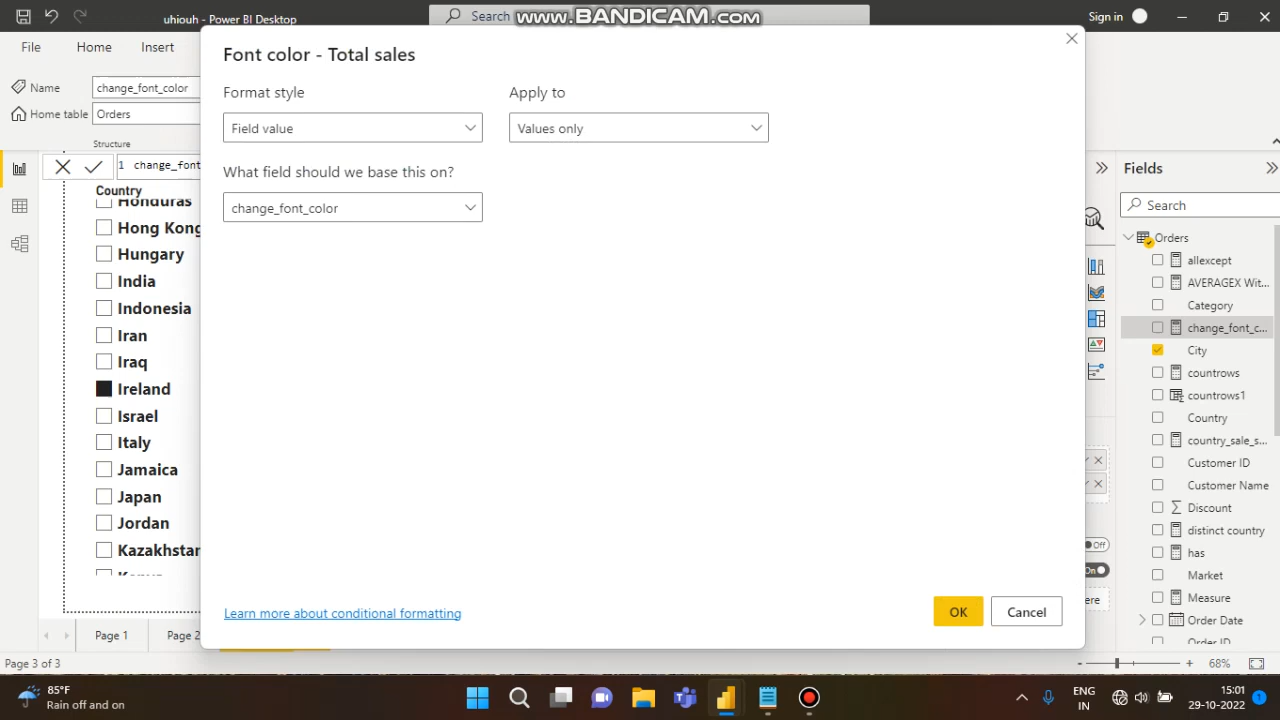 uhiouh - Power BI Desktop
Search
www.BANDICAM.com
Sign in
File
Home
Insert
Name
change_font_color
Home table
Orders
Structure
1 change_font
Font color - Total sales
Format style
Apply to
Field value
Values only
What field should we base this on?
change_font_color
Learn more about conditional formatting
OK
Cancel
Country
Honduras
Hong Kong
Hungary
India
Indonesia
Iran
Iraq
Ireland
Israel
Italy
Jamaica
Japan
Jordan
Kazakhstan
Fields
Search
Orders
allexcept
AVERAGEX Wit...
Category
change_font_c...
City
countrows
countrows1
Country
country_sale_s...
Customer ID
Customer Name
Discount
distinct country
has
Market
Measure
Order Date
Order ID
Off
On
ere
Page 1
Page 2
Page 3 of 3
68%
85°F
Rain off and on
ENG
IN
15:01
29-10-2022
1